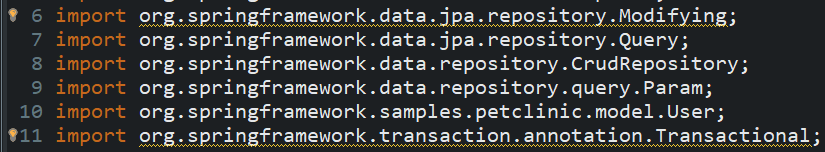 6 import org.springframework.data.jpa.repository.Modifying;
7 import org.springframework.data.jpa.repository.Query;
8 import org.springframework.data.repository.CrudRepository;
9 import org.springframework.data.repository.query.Param;
10 import org.springframework.samples.petclinic.model.User;
11 import org.springframework.transaction.annotation.Transactional;